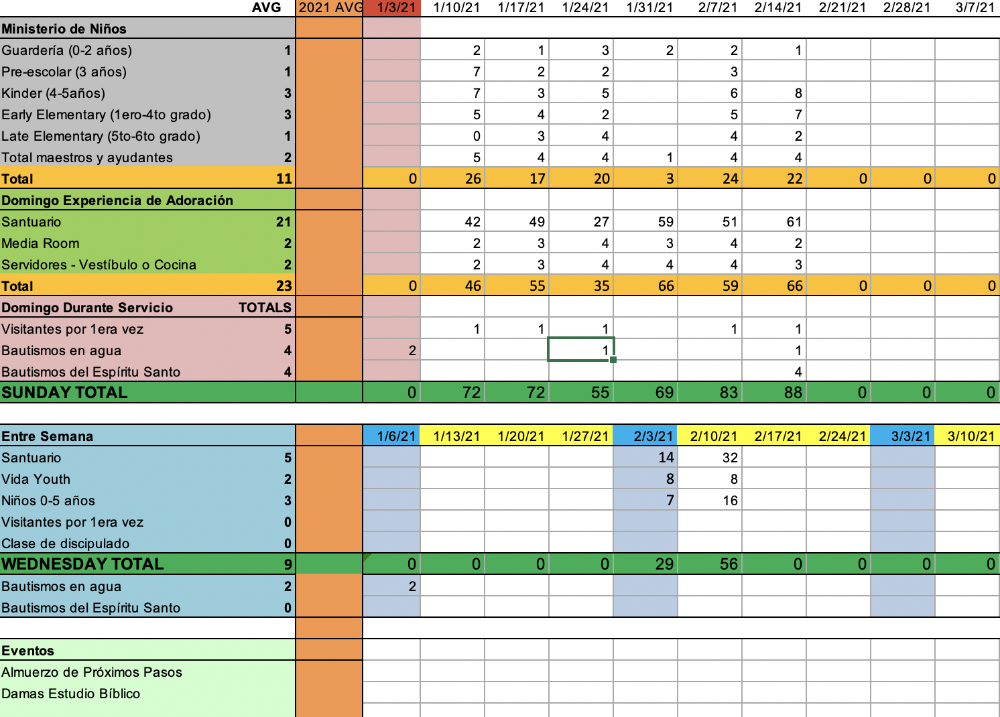 AVG 2021 AVG 1/3/21 1/10/21 1/17/21 1/24/21 1/31/21 2/7/21 2/14/21 2/21/21 2/28/21 3/7/21
Ministerio de Niños
Guardería (0-2 años) 1 2 1 3 2 2 1
Pre-escolar (3 años) 1 7 2 2 3
Kinder (4-5años) 3 7 3 5 6 8
Early Elementary (1ero-4to grado) 3 5 4 2 5 7
Late Elementary (5to-6to grado) 1 0 3 4 4 2
Total maestros y ayudantes 2 5 4 4 1 4 4
Total 11 0 26 17 20 3 24 22 0 0 0
Domingo Experiencia de Adoración
Santuario 21 42 49 27 59 51 61
Media Room 2 2 3 4 3 4 2
Servidores - Vestíbulo o Cocina 2 2 3 4 4 4 3
Total 23 0 46 55 35 66 59 66 0 0 0
Domingo Durante Servicio TOTALS
Visitantes por 1era vez 5 1 1 1 1 1
Bautismos en agua 4 2 1 1
Bautismos del Espíritu Santo 4 4
SUNDAY TOTAL 0 72 72 55 69 83 88 0 0 0
Entre Semana 1/6/21 1/13/21 1/20/21 1/27/21 2/3/21 2/10/21 2/17/21 2/24/21 3/3/21 3/10/21
Santuario 5 14 32
Vida Youth 2 8 8
Niños 0-5 años 3 7 16
Visitantes por 1era vez 0
Clase de discipulado 0
WEDNESDAY TOTAL 9 0 0 0 0 29 56 0 0 0 0
Bautismos en agua 2 2
Bautismos del Espíritu Santo 0
Eventos
Almuerzo de Próximos Pasos
Damas Estudio Bíblico